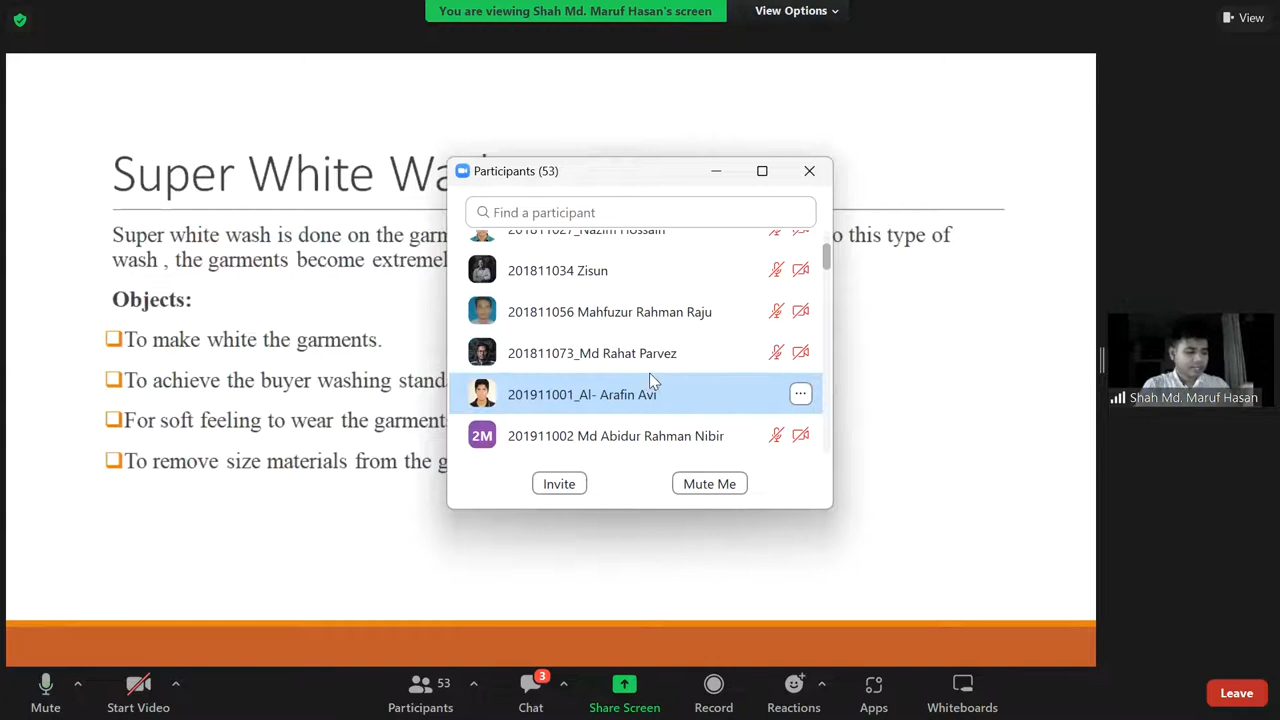 You are viewing Shah Md. Maruf Hasan's screen
View Options
View
Super White Wa
Super white wash is done on the garm
o this type of
wash , the garments become extremel
Objects:
To make white the garments.
To achieve the buyer washing stand
For soft feeling to wear the garments
To remove size materials from the g
Participants (53)
Find a participant
201811027_Nazim Hossain
201811034 Zisun
201811056 Mahfuzur Rahman Raju
201811073_Md Rahat Parvez
201911001_Al- Arafin Avi
2M
201911002 Md Abidur Rahman Nibir
Invite
Mute Me
Shah Md. Maruf Hasan
Mute
Start Video
53
Participants
3
Chat
Share Screen
Record
Reactions
Apps
Whiteboards
Leave